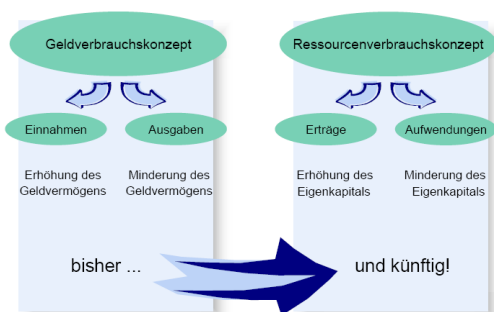 Geldverbrauchskonzept
Einnahmen
Ausgaben
Erhöhung des
Geldvermögens
Minderung des
Geldvermögens
bisher ...
Ressourcenverbrauchskonzept
Erträge
Aufwendungen
Erhöhung des
Eigenkapitals
Minderung des
Eigenkapitals
und künftig!